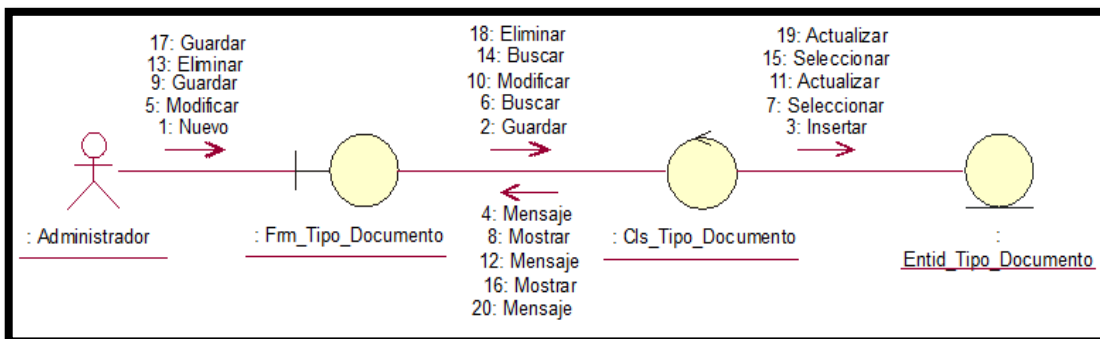 17: Guardar
13: Eliminar
9: Guardar
5: Modificar
1: Nuevo
18: Eliminar
14: Buscar
10: Modificar
6: Buscar
2: Guardar
19: Actualizar
15: Seleccionar
11: Actualizar
7: Seleccionar
3: Insertar
4: Mensaje
8: Mostrar
12: Mensaje
16: Mostrar
20: Mensaje
: Administrador
: Frm_Tipo_Documento
: Cls_Tipo_Documento
:
Entid_Tipo_Documento